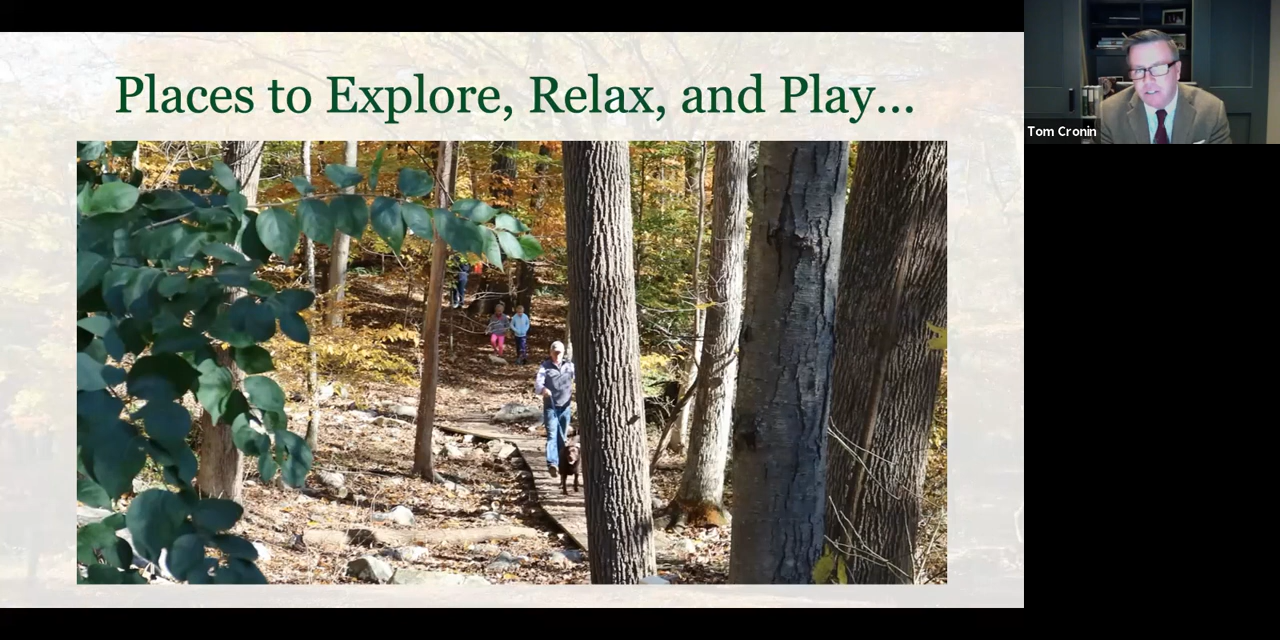 Places to Explore, Relax, and Play...
Tom Cronin